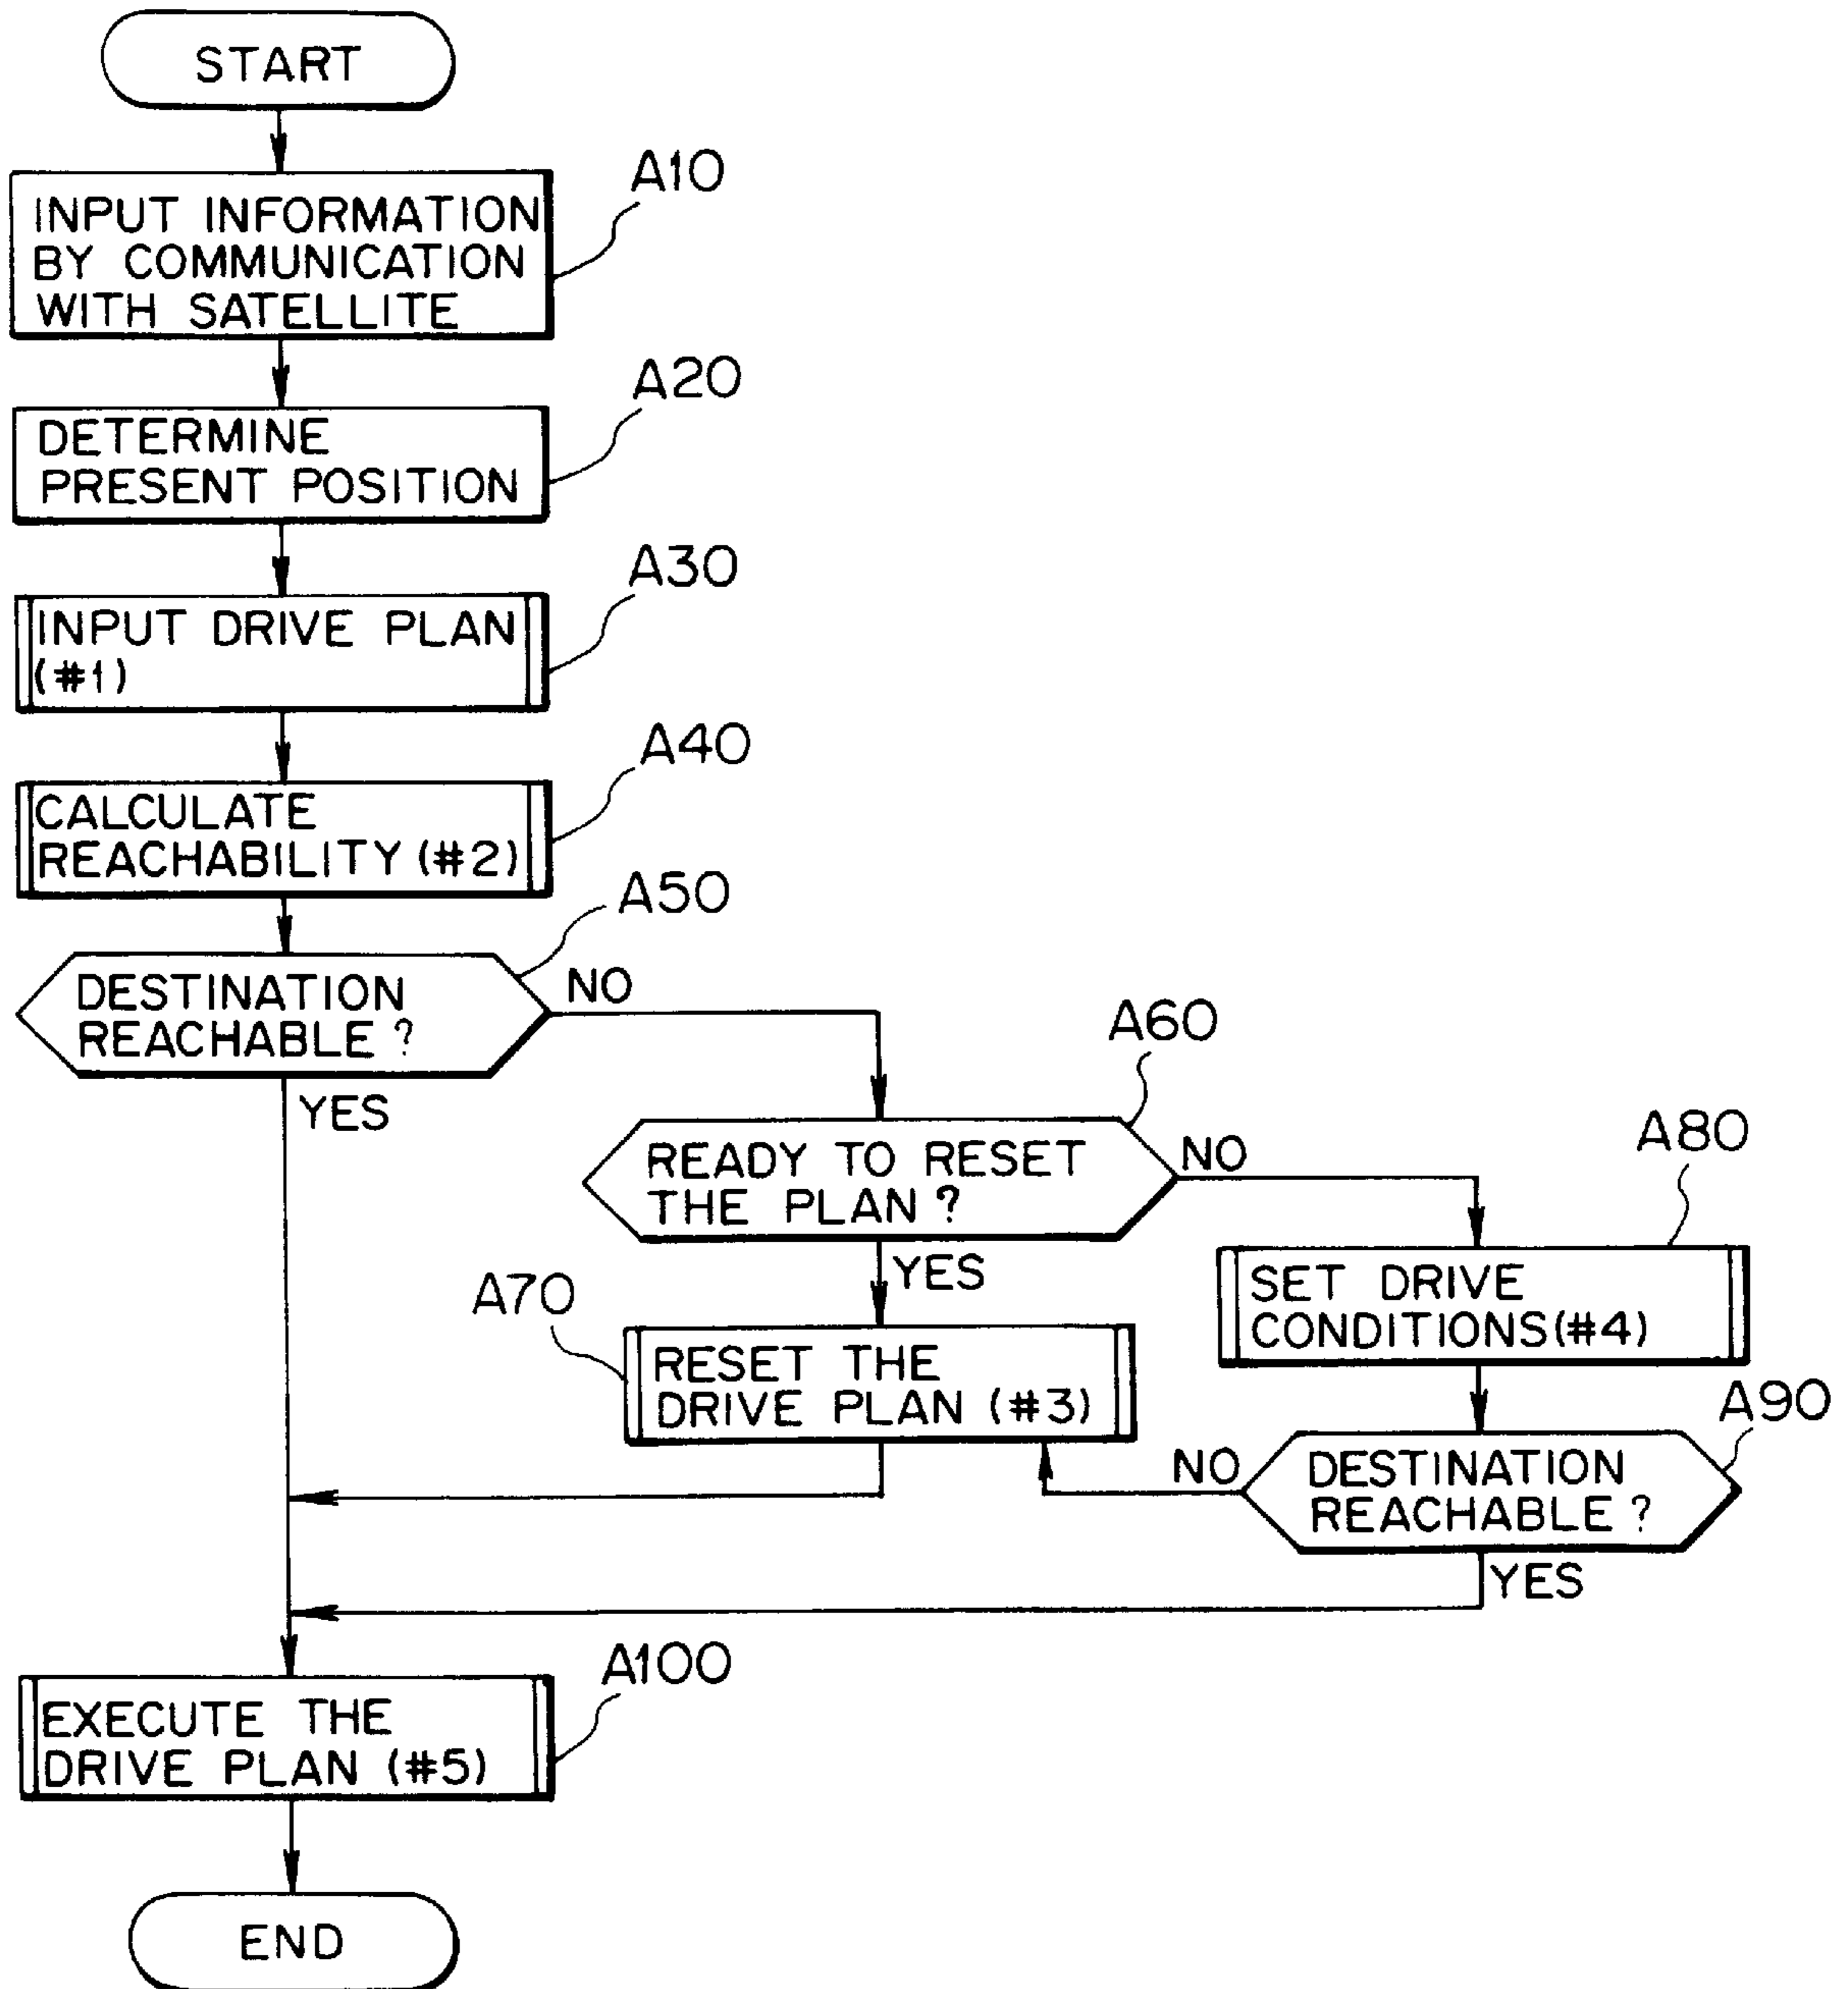 START
A10
INPUT INFORMATION
BY COMMUNICATION
WITH SATELLITE
A20
DETERMINE
PRESENT POSITION
A30
INPUT DRIVE PLAN
(#1)
A40
CALCULATE
REACHABILITY (#2)
A50
DESTINATION
REACHABLE ?
NO
YES
A60
READY TO RESET
THE PLAN ?
NO
YES
A80
SET DRIVE
CONDITIONS (#4)
A70
RESET THE
DRIVE PLAN (#3)
A90
DESTINATION
REACHABLE ?
NO
YES
A100
EXECUTE THE
DRIVE PLAN (#5)
END